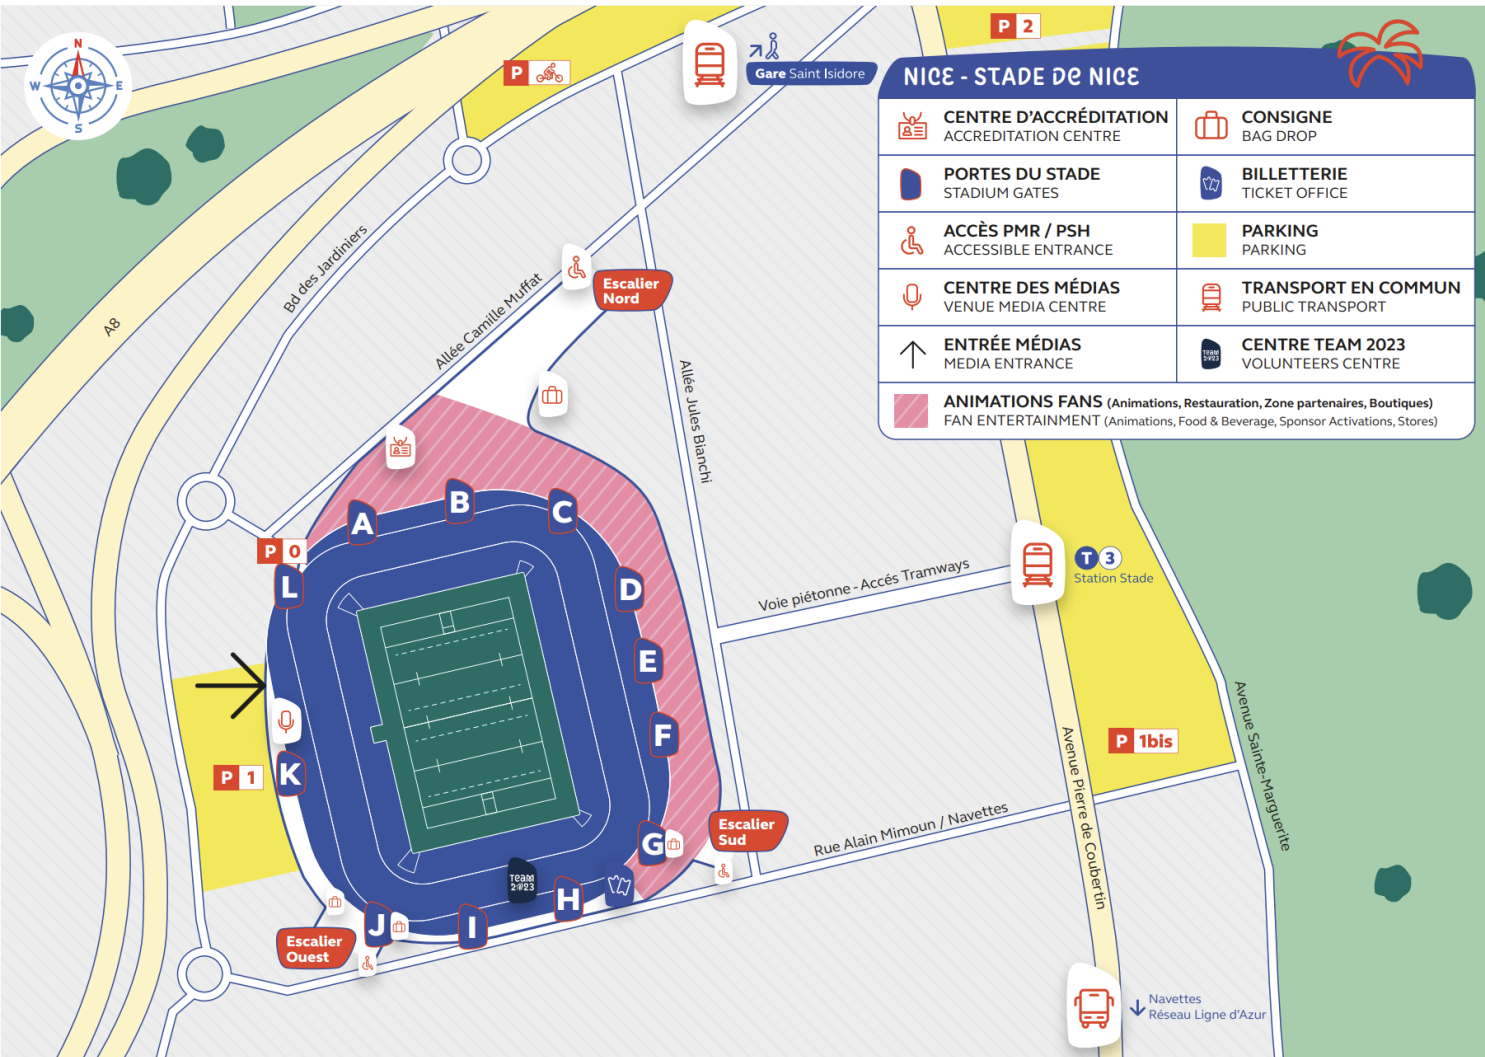 N
W
E
S
P
P 2
Gare Saint Isidore
NICE - STADE DE NICE
CENTRE D'ACCRÉDITATION
ACCREDITATION CENTRE
CONSIGNE
BAG DROP
PORTES DU STADE
STADIUM GATES
BILLETTERIE
TICKET OFFICE
ACCÈS PMR / PSH
ACCESSIBLE ENTRANCE
PARKING
PARKING
CENTRE DES MÉDIAS
VENUE MEDIA CENTRE
TRANSPORT EN COMMUN
PUBLIC TRANSPORT
ENTRÉE MÉDIAS
MEDIA ENTRANCE
TEAM
2023
CENTRE TEAM 2023
VOLUNTEERS CENTRE
ANIMATIONS FANS (Animations, Restauration, Zone partenaires, Boutiques)
FAN ENTERTAINMENT (Animations, Food & Beverage, Sponsor Activations, Stores)
A8
Bd des Jardiniers
Allée Camille Muffat
Escalier
Nord
Allée Jules Bianchi
A
B
C
P 0
L
D
E
F
Voie piétonne - Accés Tramways
T 3
Station Stade
P 1
K
P 1bis
Avenue Sainte-Marguerite
Avenue Pierre de Coubertin
Rue Alain Mimoun / Navettes
Escalier
Sud
G
TEAM
2023
H
I
J
Escalier
Ouest
Navettes
Réseau Ligne d'Azur